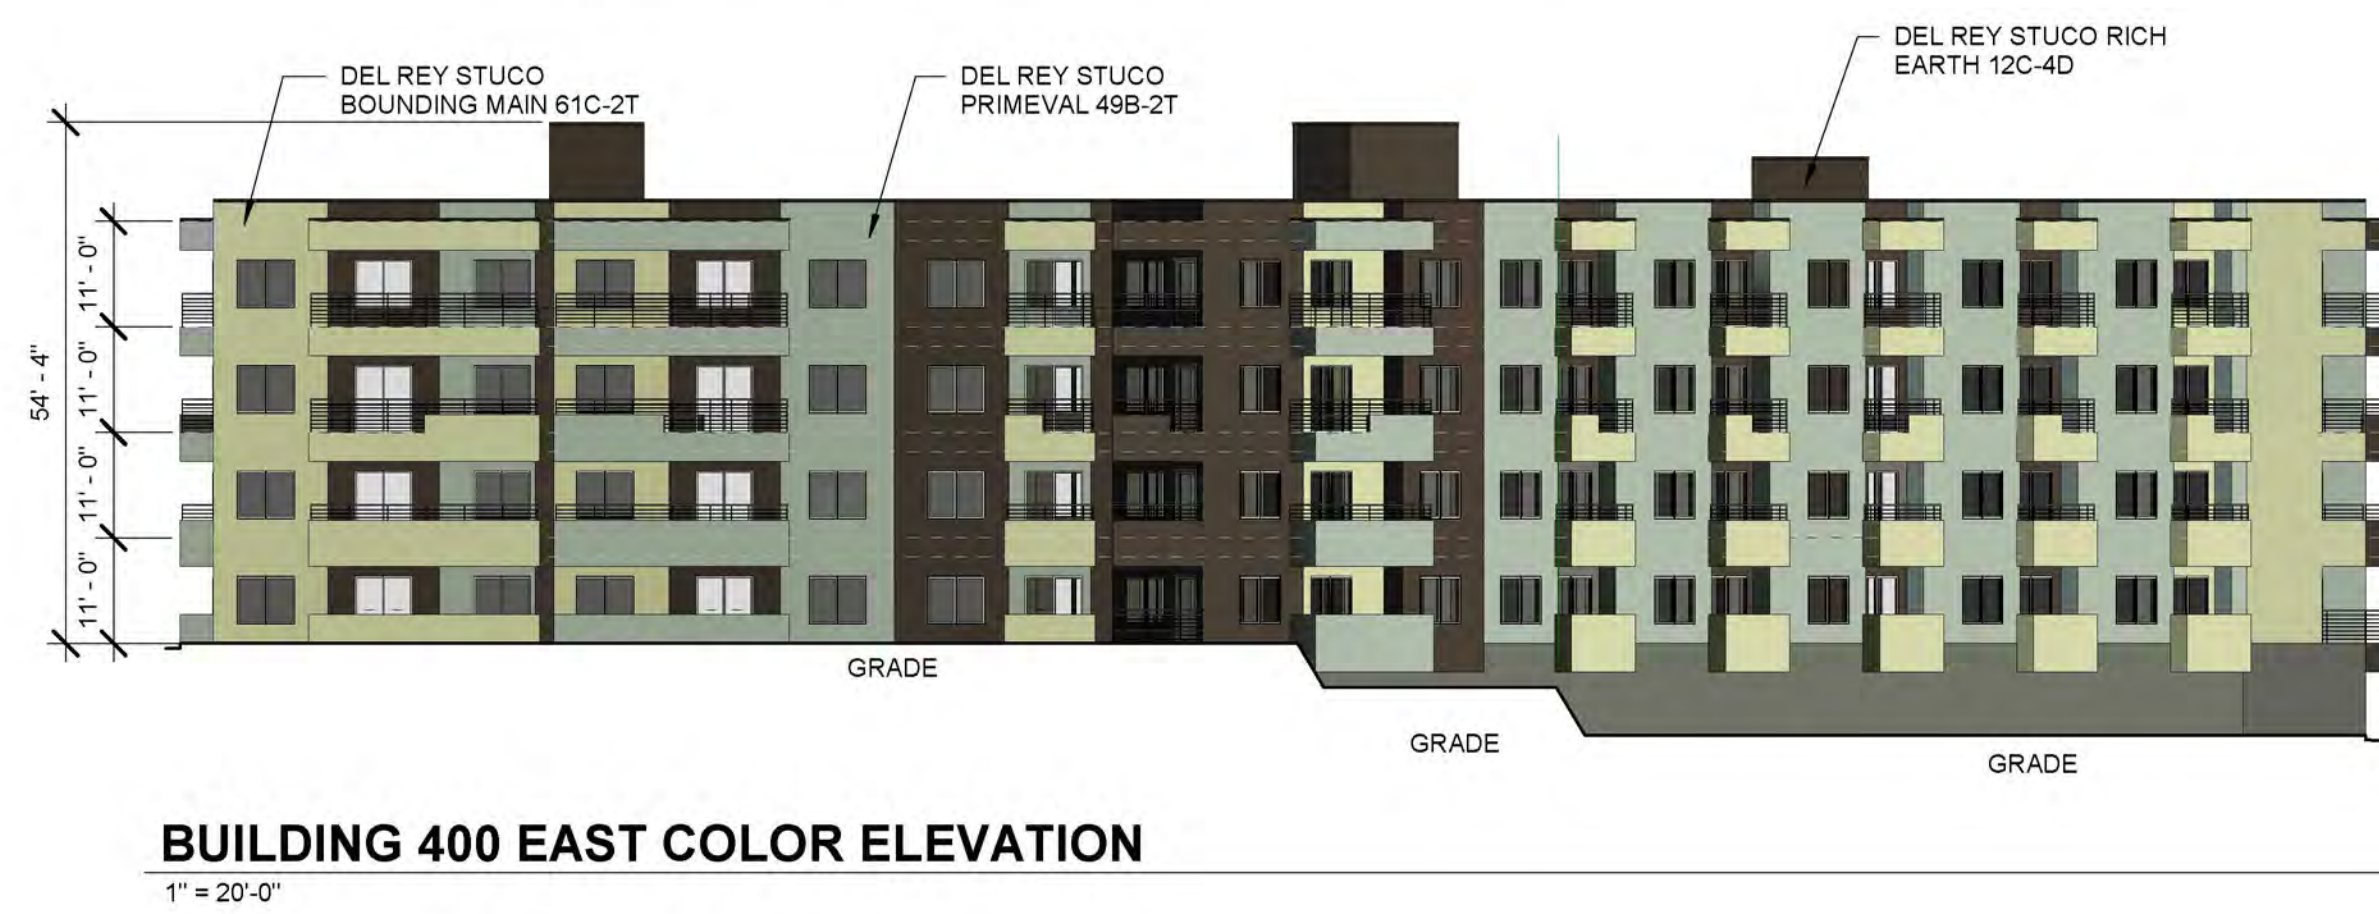 DEL REY STUCO RICH
EARTH 12C-4D
DEL REY STUCO
BOUNDING MAIN 61C-2T
DEL REY STUCO
PRIMEVAL 49B-2T
54' - 4"
11' - 0"
11' - 0"
11' - 0"
11' - 0"
GRADE
GRADE
GRADE
BUILDING 400 EAST COLOR ELEVATION
1" = 20'-0"